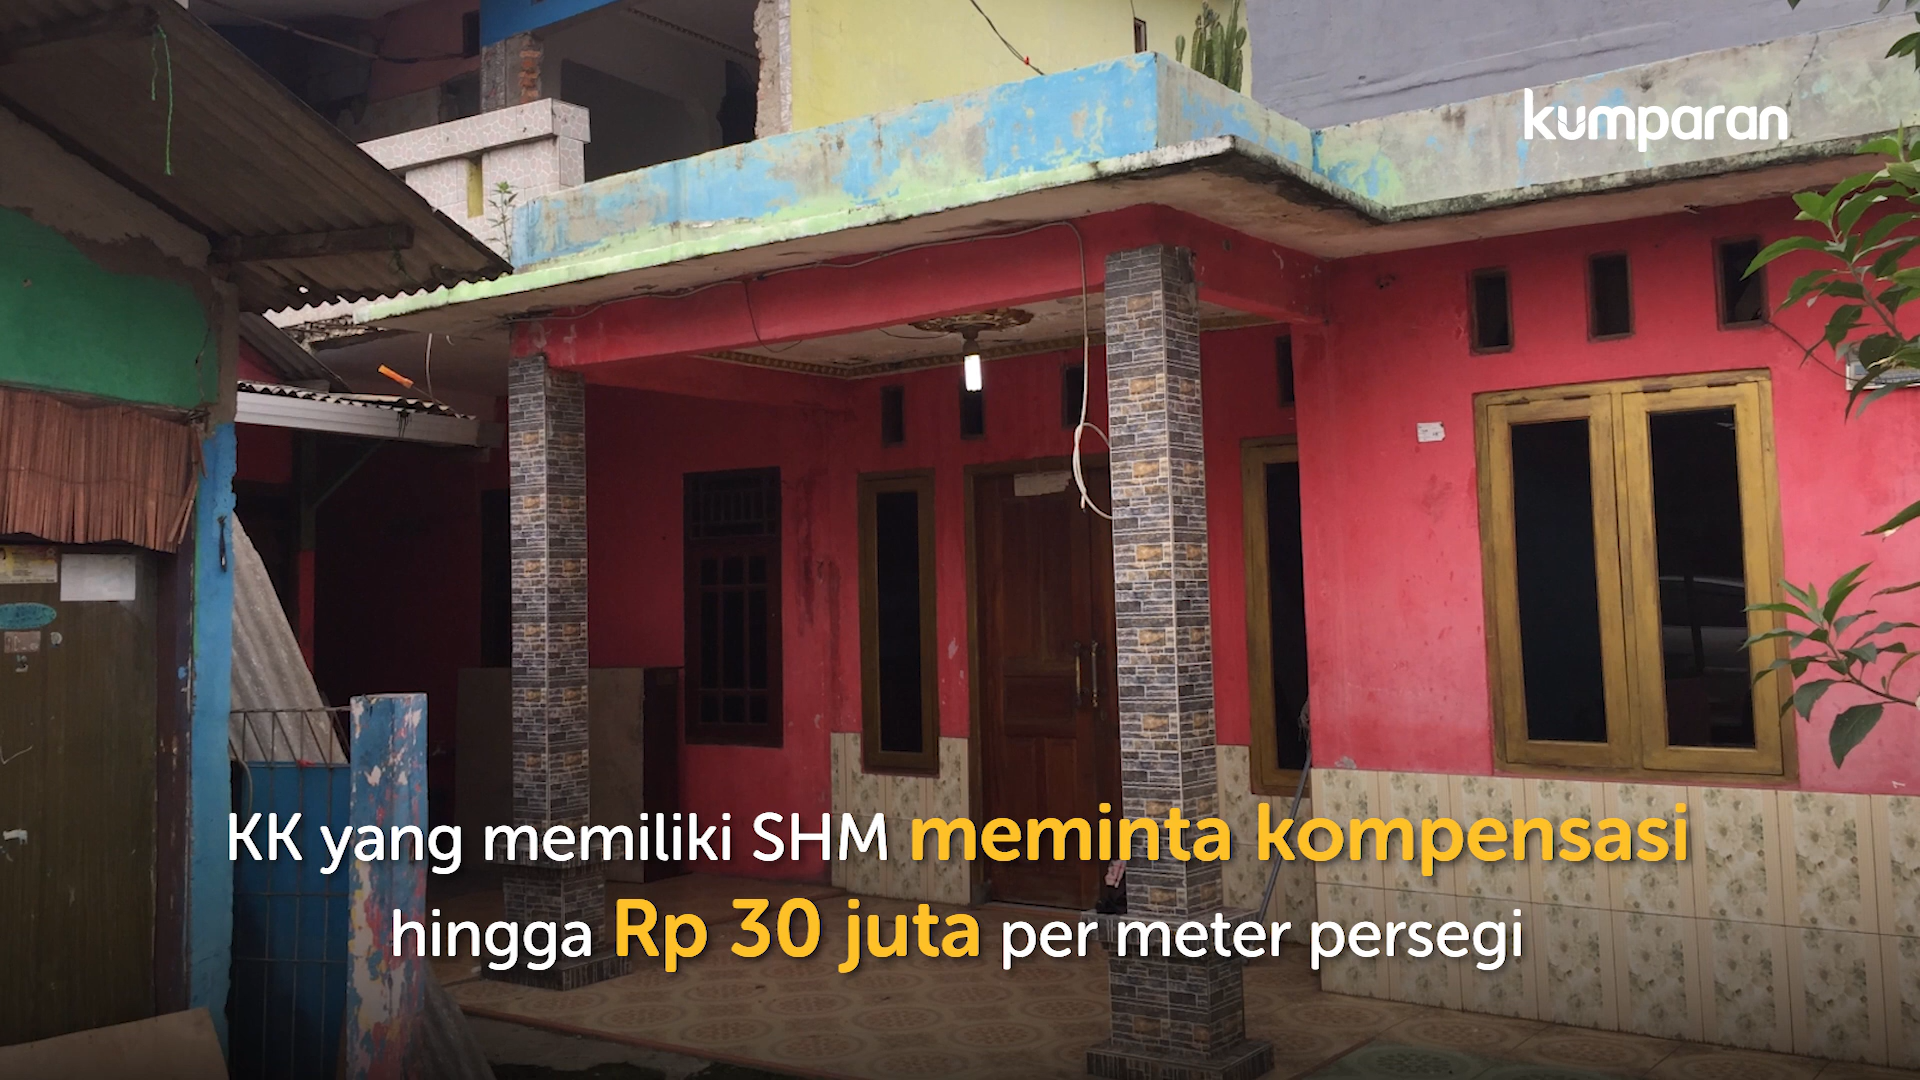 kumparan
KK yang memiliki SHM meminta kompensasi
hingga Rp 30 juta per meter persegi